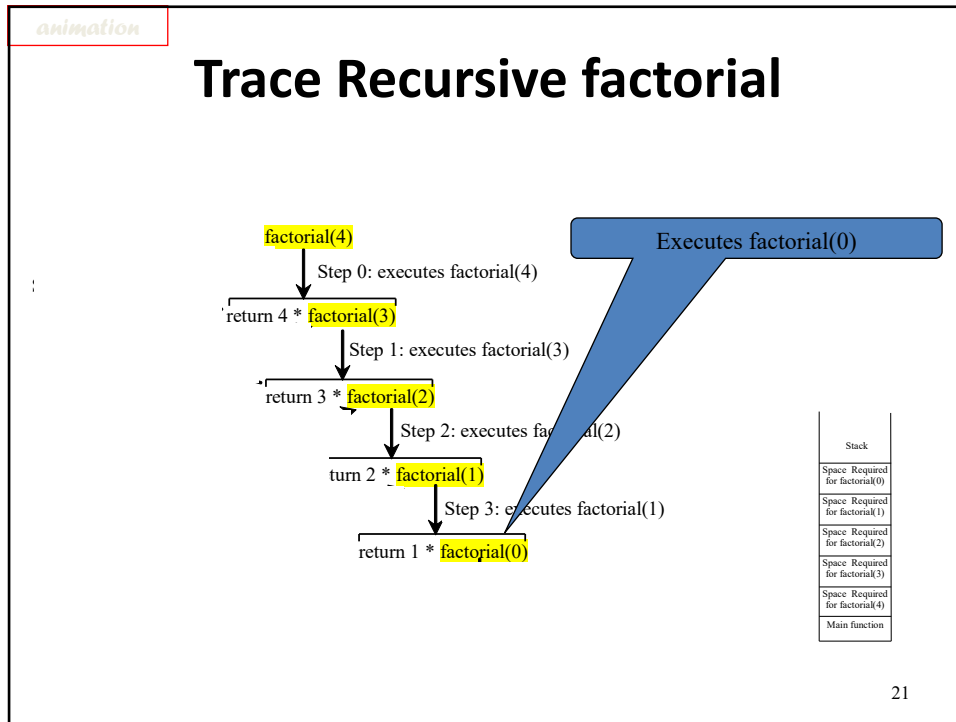 animation
Trace Recursive factorial
factorial(4)
Executes factorial(0)
Step 0: executes factorial(4)
return 4 * factorial(3)
Step 1: executes factorial(3)
return 3 * factorial(2)
Step 2: executes fac al(2)
turn 2 * factorial(1)
Step 3: executes factorial(1)
return 1 * factorial(0)
Stack
Space Required
for factorial(0)
Space Required
for factorial(1)
Space Required
for factorial(2)
Space Required
for factorial(3)
Space Required
for factorial(4)
Main function
21